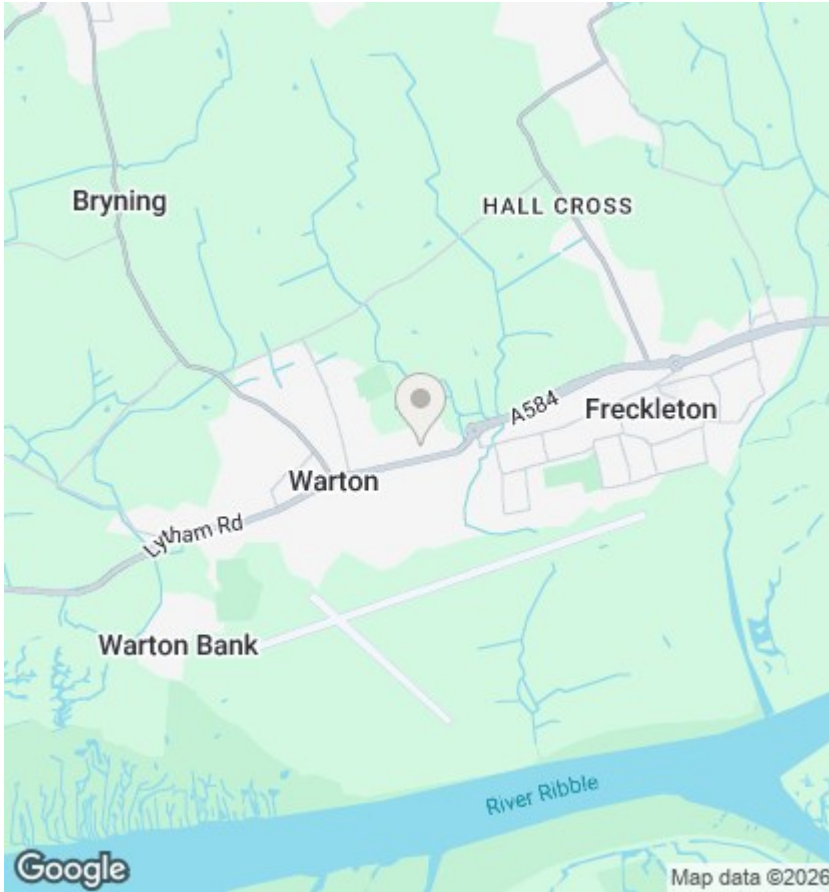 Bryning
HALL CROSS
A584
Freckleton
Warton
Lytham Rd
Warton Bank
River Ribble
Google
Map data ©2026